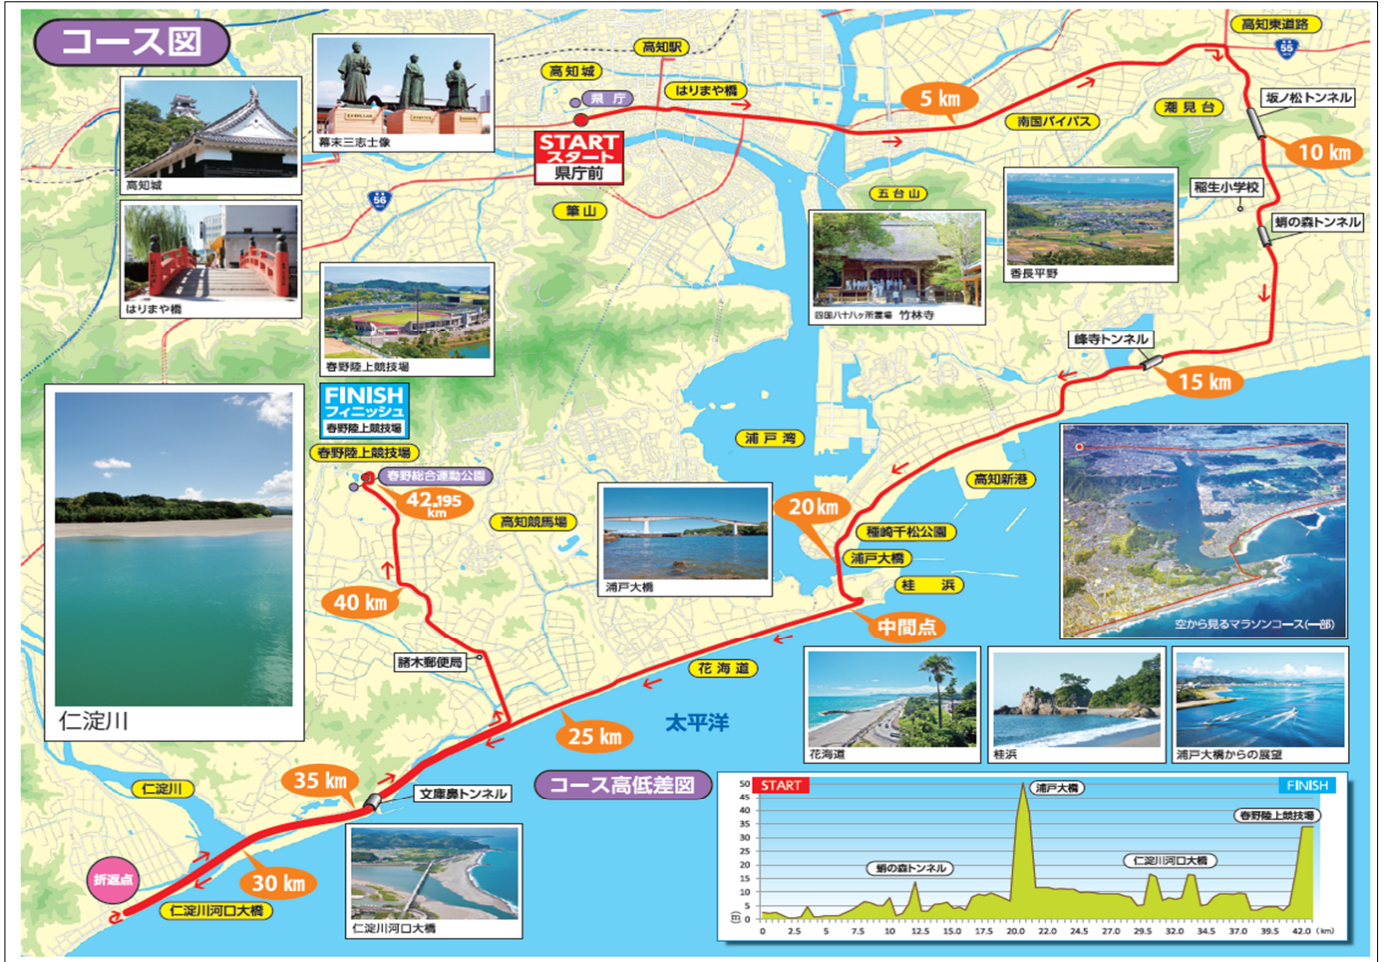 コース図
高知城
幕末三志士像
はりまや橋
56
春野陸上競技場
FINISH
フィニッシュ
春野陸上競技場
春野陸上競技場
春野総合運動公園
42.195
km
仁淀川
高知駅
高知城
県庁
START
スタート
県庁前
はりまや橋
筆山
5 km
南国バイパス
高知東道路
55
潮見台
坂ノ松トンネル
10 km
稲生小学校
蛸の森トンネル
五台山
四国八十八ヶ所霊場 竹林寺
香長平野
峰寺トンネル
15 km
浦戸湾
高知新港
20 km
種崎千松公園
浦戸大橋
桂浜
中間点
浦戸大橋
高知競馬場
空から見るマラソンコース(一部)
40 km
諸木郵便局
花海道
25 km
太平洋
花海道
桂浜
浦戸大橋からの展望
35 km
文庫鼻トンネル
仁淀川
折返点
30 km
仁淀川河口大橋
仁淀川河口大橋
コース高低差図
START
FINISH
浦戸大橋
春野陸上競技場
蛸の森トンネル
仁淀川河口大橋
50
45
40
35
30
25
20
15
10
5
0
(m)
0 2.5 5 7.5 10.0 12.5 15.0 17.5 20.0 22.0 24.5 27.0 29.5 32.0 34.5 37.0 39.5 42.0 (km)